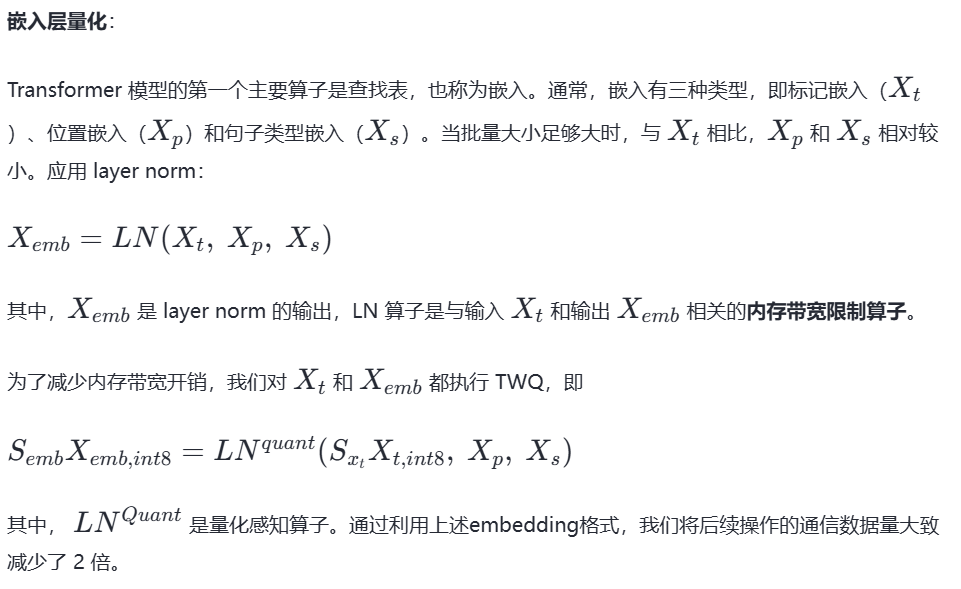 嵌入层量化：
Transformer 模型的第一个主要算子是查找表，也称为嵌入。通常，嵌入有三种类型，即标记嵌入（X_t
）、位置嵌入（X_p）和句子类型嵌入（X_s）。当批量大小足够大时，与 X_t 相比，X_p 和 X_s 相对较
小。应用 layer norm：
X_{emb} = LN(X_t, X_p, X_s)
其中，X_{emb} 是 layer norm 的输出，LN 算子是与输入 X_t 和输出 X_{emb} 相关的内存带宽限制算子。
为了减少内存带宽开销，我们对 X_t 和 X_{emb} 都执行 TWQ，即
S_{emb}X_{emb,int8} = LN^{quant}(S_{x_t}X_{t,int8}, X_p, X_s)
其中， LN^{Quant} 是量化感知算子。通过利用上述embedding格式，我们将后续操作的通信数据量大致
减少了 2 倍。